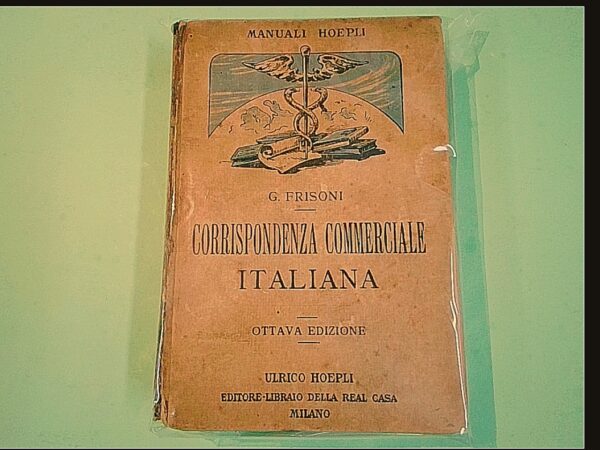 MANUALI HOEPLI
G. FRISONI
CORRISPONDENZA COMMERCIALE
ITALIANA
OTTAVA EDIZIONE
ULRICO HOEPLI
EDITORE-LIBRAIO DELLA REAL CASA
MILANO